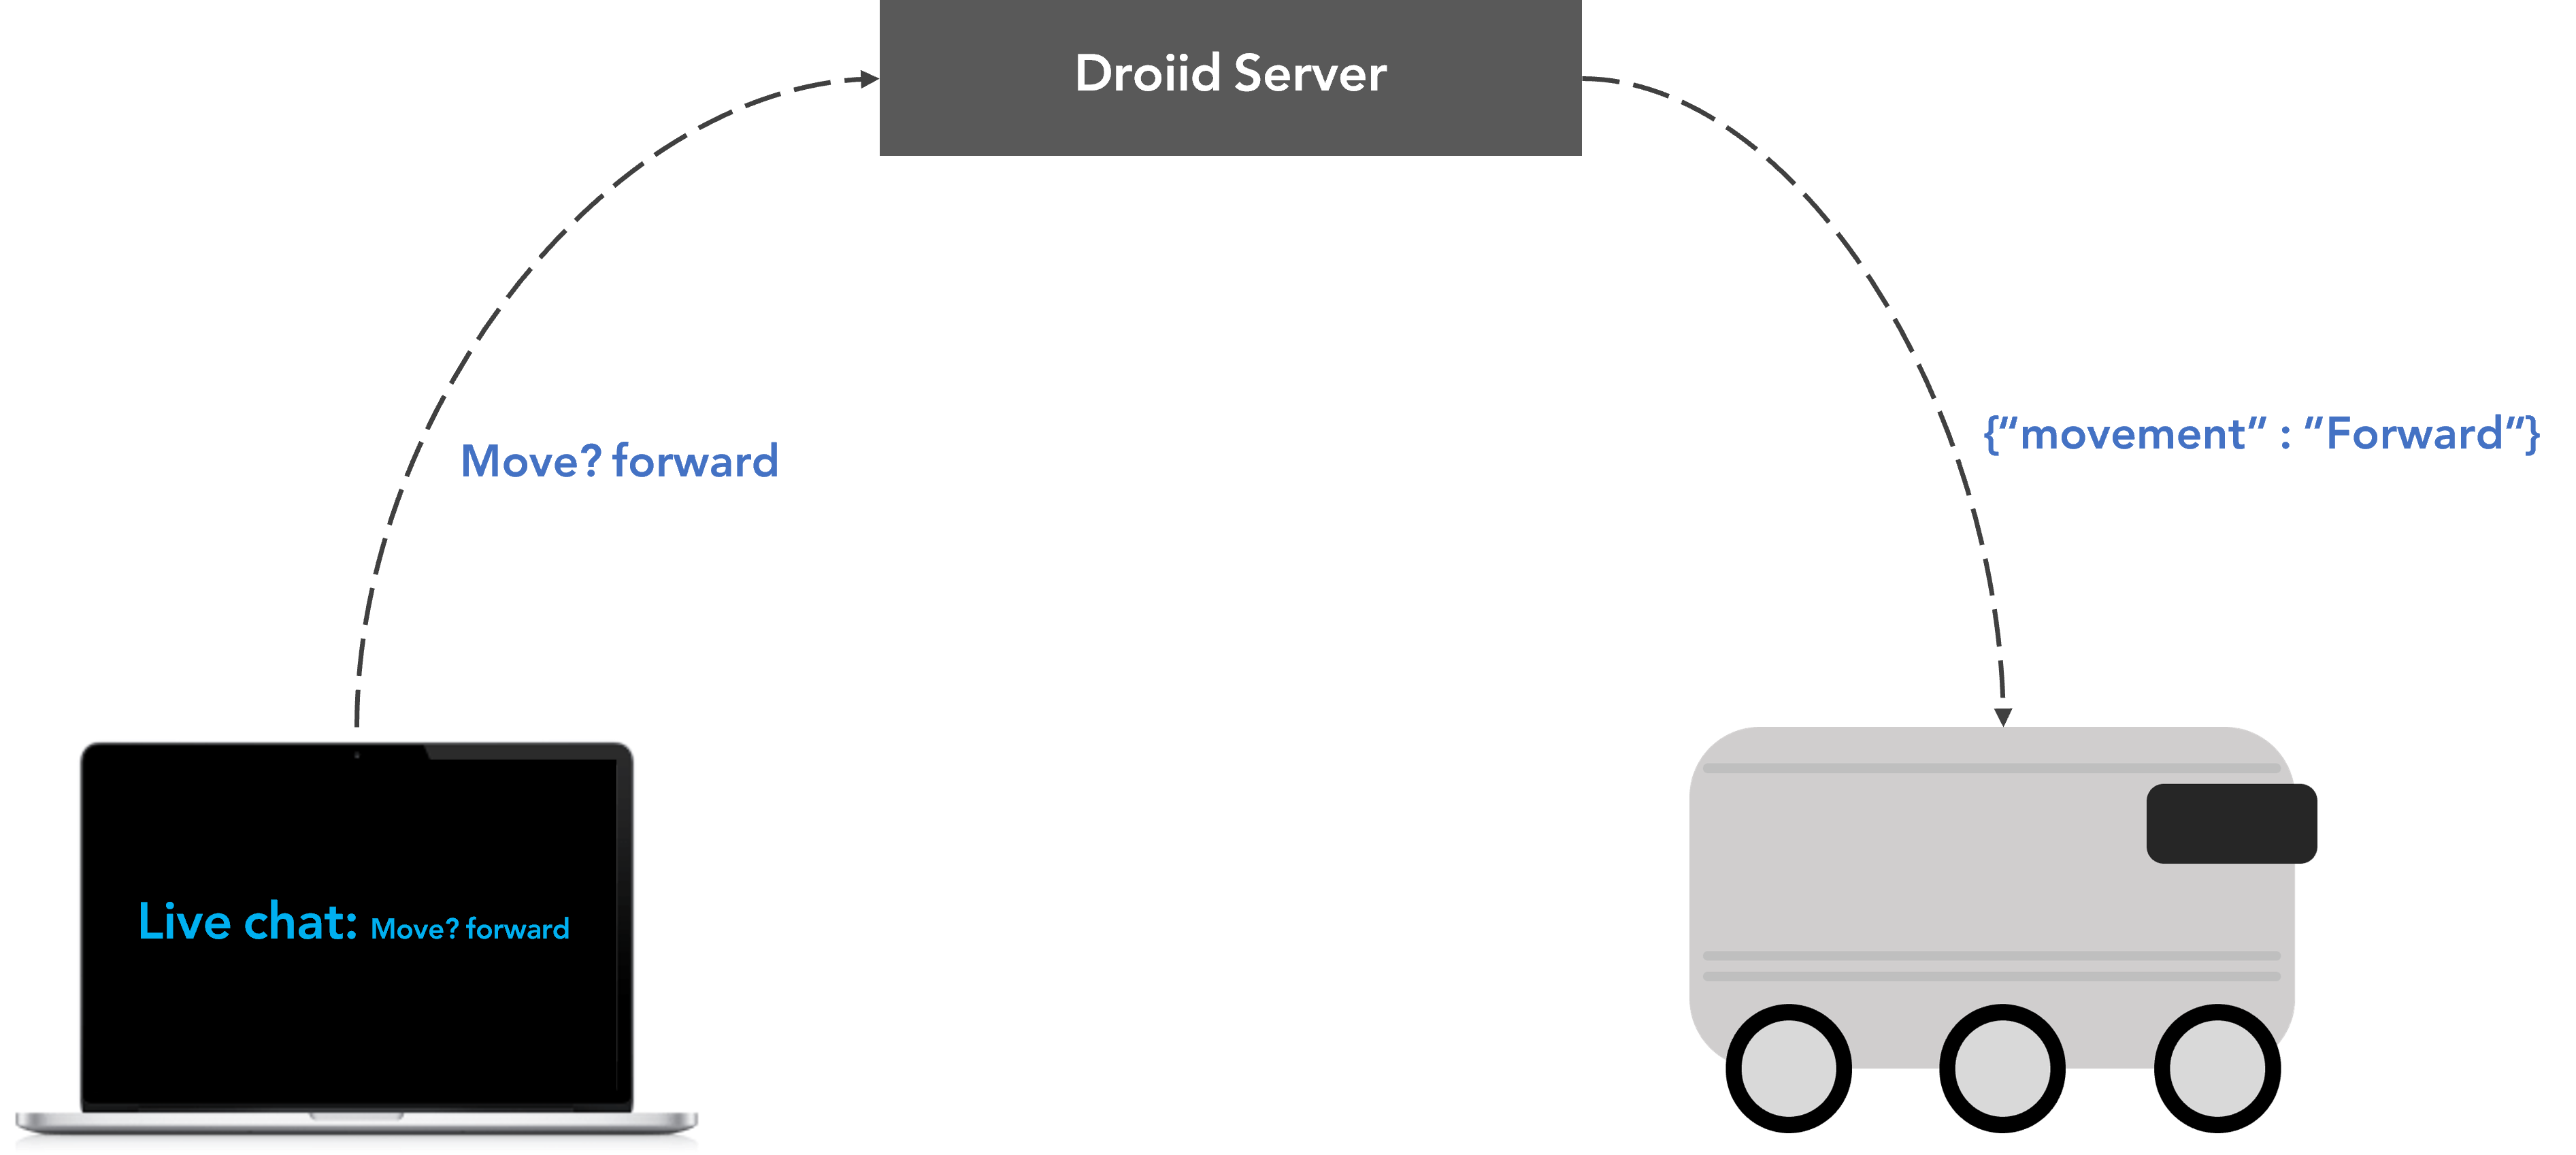 Droiid Server
Move? forward
{”movement” : ”Forward”}
Live chat: Move? forward